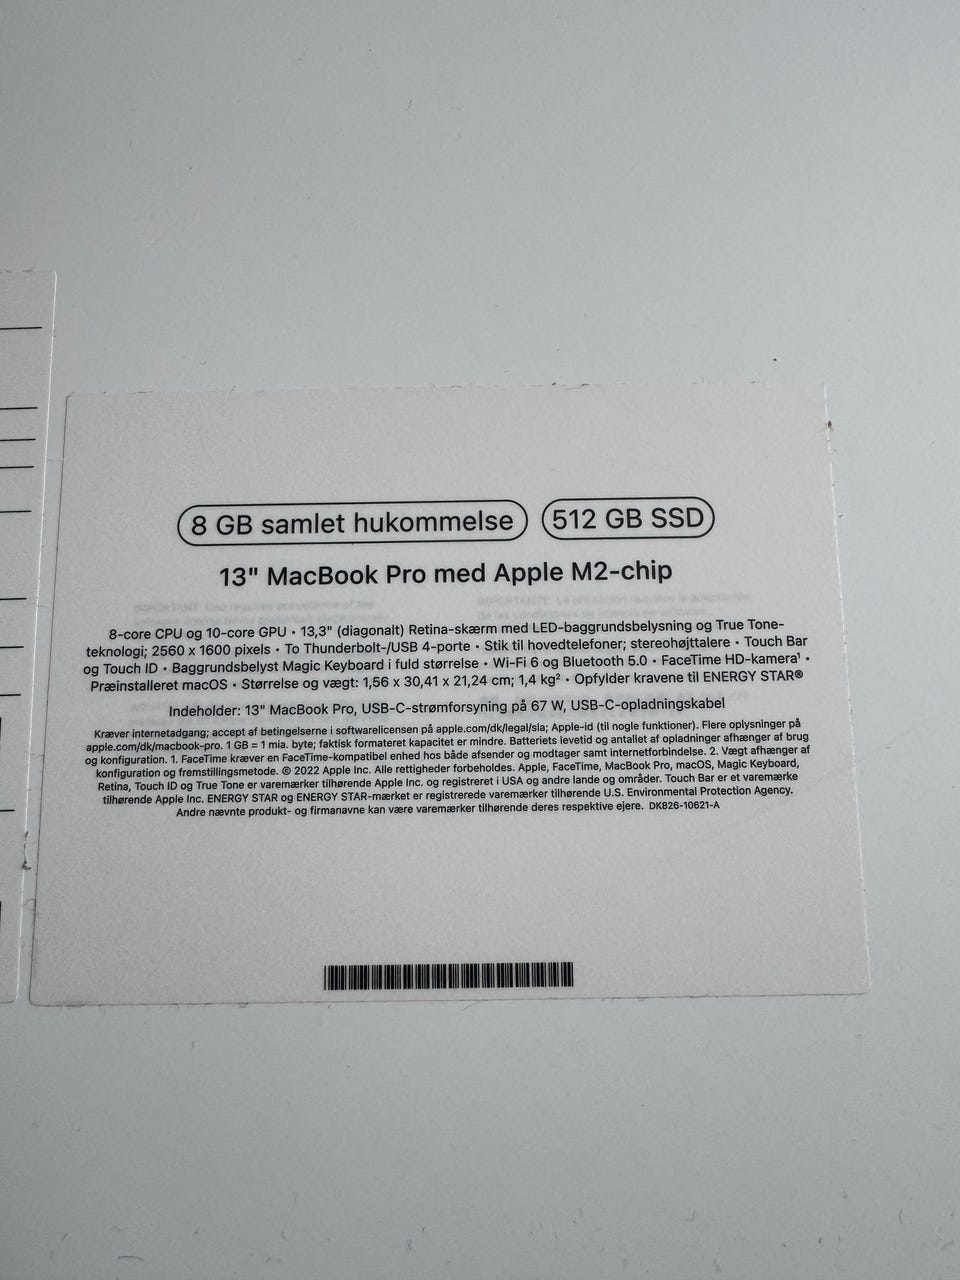 8 GB samlet hukommelse 512 GB SSD
13" MacBook Pro med Apple M2-chip
8-core CPU og 10-core GPU • 13,3" (diagonalt) Retina-skærm med LED-baggrundsbelysning og True Tone-
teknologi; 2560 x 1600 pixels • To Thunderbolt-/USB 4-porte • Stik til hovedtelefoner; stereohøjttalere • Touch Bar
og Touch ID • Baggrundsbelyst Magic Keyboard i fuld størrelse • Wi-Fi 6 og Bluetooth 5.0 • FaceTime HD-kamera¹ •
Præinstalleret macOS • Størrelse og vægt: 1,56 x 30,41 x 21,24 cm; 1,4 kg² • Opfylder kravene til ENERGY STAR®
Indeholder: 13" MacBook Pro, USB-C-strømforsyning på 67 W, USB-C-opladningskabel
Kræver internetadgang; accept af betingelserne i softwarelicensen på apple.com/dk/legal/sla; Apple-id (til nogle funktioner). Flere oplysninger på
apple.com/dk/macbook-pro. 1 GB = 1 mia. byte; faktisk formateret kapacitet er mindre. Batteriets levetid og antallet af opladninger afhænger af brug
og konfiguration. 1. FaceTime kræver en FaceTime-kompatibel enhed hos både afsender og modtager samt internetforbindelse. 2. Vægt afhænger af
konfiguration og fremstillingsmetode. © 2022 Apple Inc. Alle rettigheder forbeholdes. Apple, FaceTime, MacBook Pro, macOS, Magic Keyboard,
Retina, Touch ID og True Tone er varemærker tilhørende Apple Inc. og registreret i USA og andre lande og områder. Touch Bar er et varemærke
tilhørende Apple Inc. ENERGY STAR og ENERGY STAR-mærket er registrerede varemærker tilhørende U.S. Environmental Protection Agency.
Andre nævnte produkt- og firmanavne kan være varemærker tilhørende deres respektive ejere. DK826-10621-A